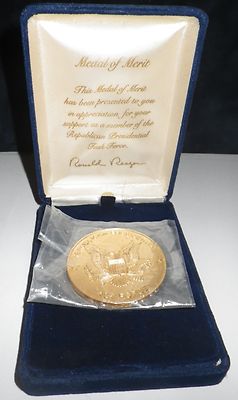 Medal of Merit
This Medal of Merit
has been presented to you
in appreciation, for your
support as a member of the
Republican Presidential
Task Force.
Ronald Reagan